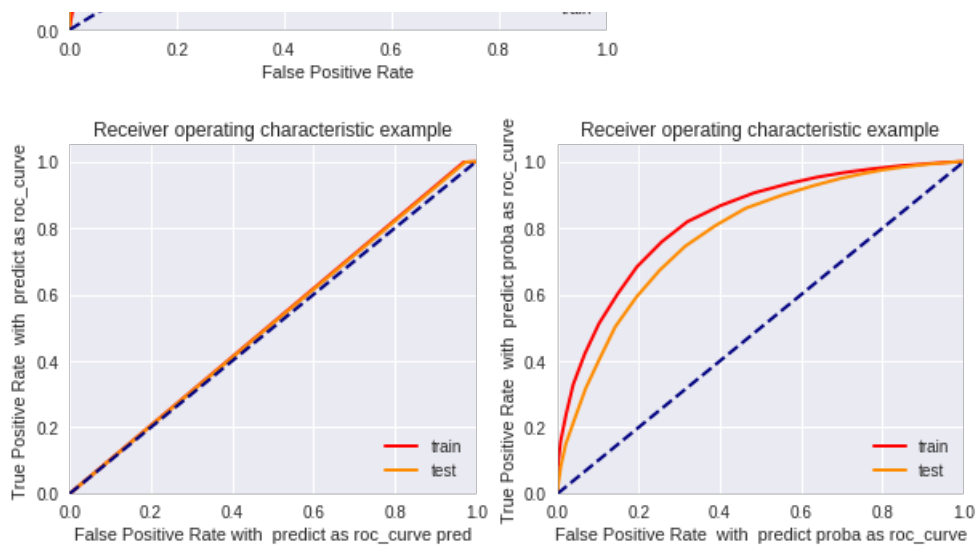 train
0.0
0.0 0.2 0.4 0.6 0.8 1.0
False Positive Rate
Receiver operating characteristic example
True Positive Rate with predict as roc_curve
1.0
0.8
0.6
0.4
0.2
0.0
train
test
0.0 0.2 0.4 0.6 0.8 1.0
False Positive Rate with predict as roc_curve pred
Receiver operating characteristic example
True Positive Rate with predict proba as roc_curve
1.0
0.8
0.6
0.4
0.2
0.0
train
test
0.0 0.2 0.4 0.6 0.8 1.0
False Positive Rate with predict proba as roc_curve